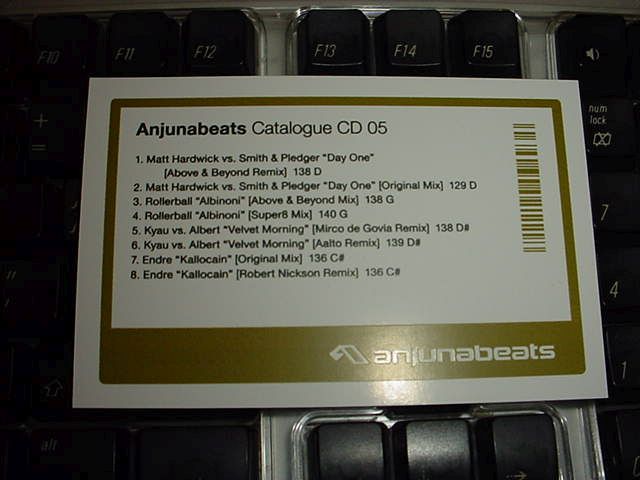 F10 F11 F12 F13 F14 F15
num
lock
=
+
7
4
1
alt
Anjunabeats Catalogue CD 05
1. Matt Hardwick vs. Smith & Pledger "Day One"
[Above & Beyond Remix] 138 D
2. Matt Hardwick vs. Smith & Pledger "Day One" [Original Mix] 129 D
3. Rollerball "Albinoni" [Above & Beyond Mix] 138 G
4. Rollerball "Albinoni" [Super8 Mix] 140 G
5. Kyau vs. Albert "Velvet Morning" [Mirco de Govia Remix] 138 D#
6. Kyau vs. Albert "Velvet Morning" [Aalto Remix] 139 D#
7. Endre "Kallocain" [Original Mix] 136 C#
8. Endre "Kallocain" [Robert Nickson Remix] 136 C#
anjunabeats